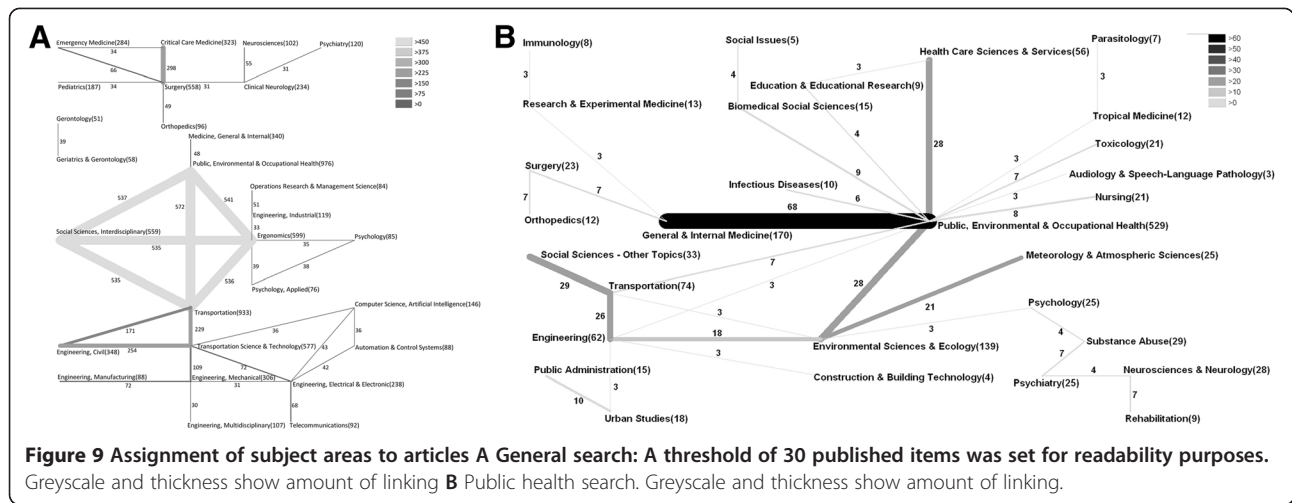 A
Emergency Medicine(284)
Critical Care Medicine(323)
Neurosciences(102)
Psychiatry(120)
34
298
55
31
66
Pediatrics(187)
34
Surgery(558)
31
Clinical Neurology(234)
49
Gerontology(51)
Orthopedics(96)
39
Medicine, General & Internal(340)
Geriatrics & Gerontology(58)
48
Public, Environmental & Occupational Health(976)
537
572
541
Operations Research & Management Science(84)
51
Engineering, Industrial(119)
33
Social Sciences, Interdisciplinary(559)
Ergonomics(599)
Psychology(85)
535
35
39
38
535
536
Psychology, Applied(76)
Computer Science, Artificial Intelligence(146)
Transportation(933)
171
229
36
36
43
Engineering, Civil(348)
254
Transportation Science & Technology(577)
Automation & Control Systems(88)
109
72
42
Engineering, Manufacturing(88)
Engineering, Mechanical(306)
Engineering, Electrical & Electronic(238)
72
31
30
68
Engineering, Multidisciplinary(107)
Telecommunications(92)
>450
>375
>300
>225
>150
>75
>0
B
Immunology(8)
Social Issues(5)
Parasitology(7)
Health Care Sciences & Services(56)
3
4
3
3
Education & Educational Research(9)
Research & Experimental Medicine(13)
Biomedical Social Sciences(15)
Tropical Medicine(12)
4
Toxicology(21)
28
3
3
Surgery(23)
9
7
Audiology & Speech-Language Pathology(3)
Infectious Diseases(10)
6
3
Nursing(21)
7
7
68
8
Orthopedics(12)
General & Internal Medicine(170)
Public, Environmental & Occupational Health(529)
Social Sciences - Other Topics(33)
Meteorology & Atmospheric Sciences(25)
7
29
Transportation(74)
3
28
21
Psychology(25)
26
3
3
4
Engineering(62)
18
Environmental Sciences & Ecology(139)
Substance Abuse(29)
3
7
Public Administration(15)
Construction & Building Technology(4)
Psychiatry(25)
4
Neurosciences & Neurology(28)
3
10
7
Urban Studies(18)
Rehabilitation(9)
>60
>50
>40
>30
>20
>10
>0
Figure 9 Assignment of subject areas to articles A General search: A threshold of 30 published items was set for readability purposes.
Greyscale and thickness show amount of linking B Public health search. Greyscale and thickness show amount of linking.